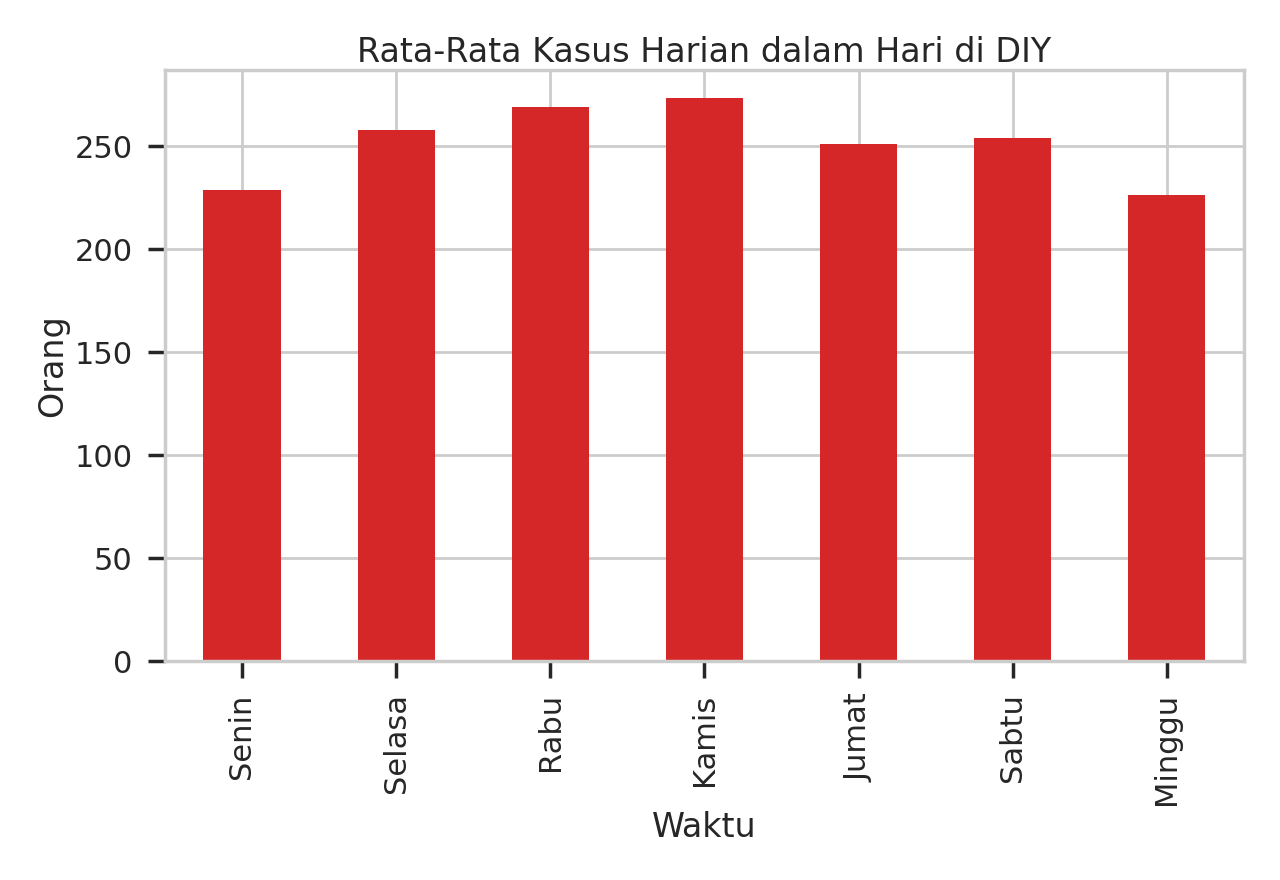 Rata-Rata Kasus Harian dalam Hari di DIY
250
200
150
100
50
0
Orang
Senin
Selasa
Rabu
Kamis
Jumat
Sabtu
Minggu
Waktu